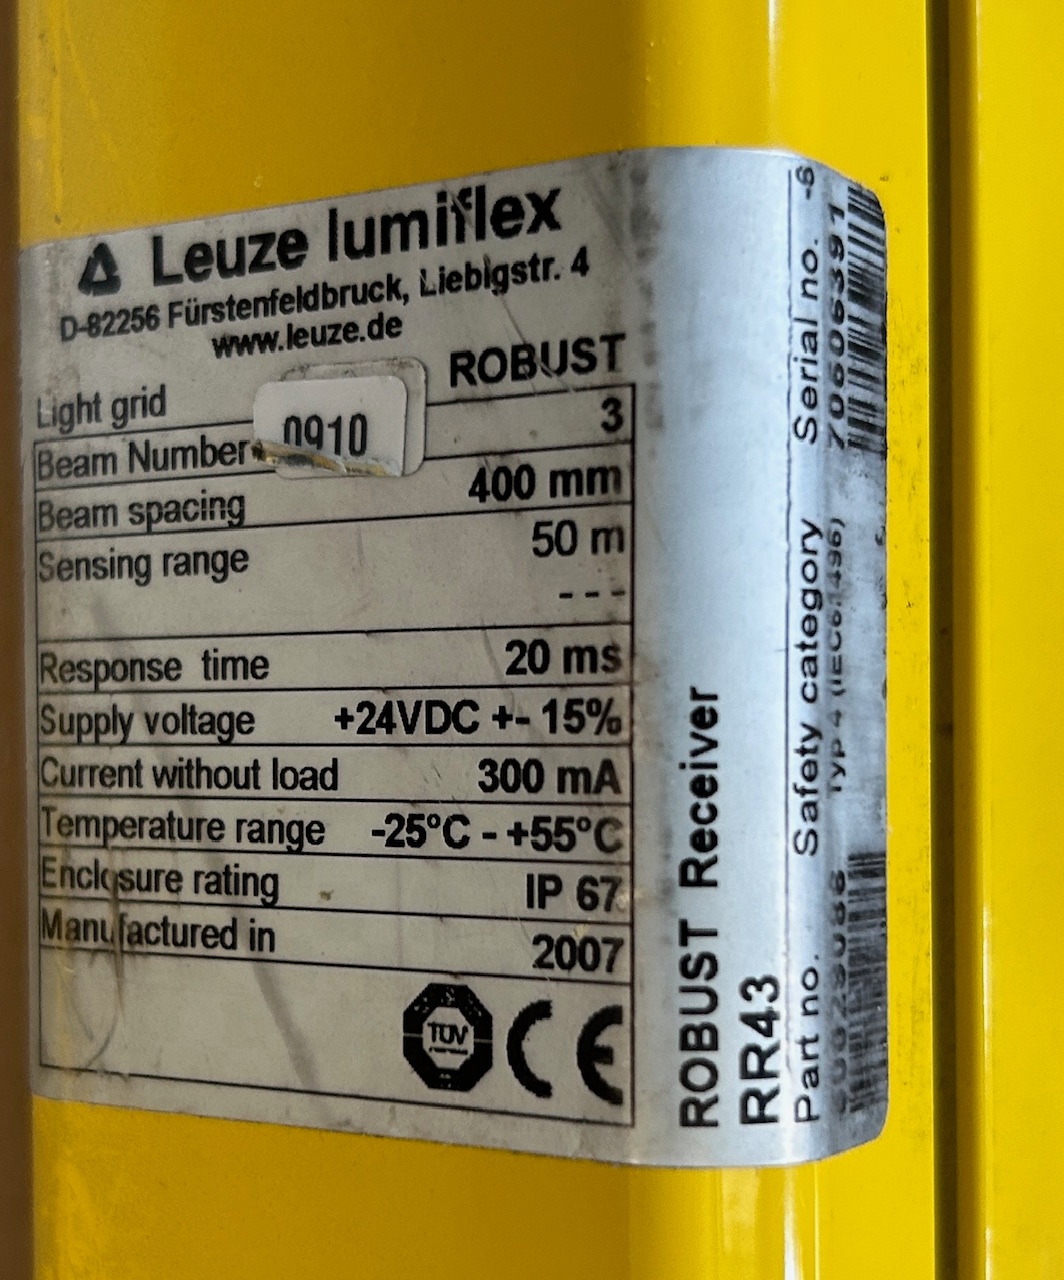 Leuze lumiflex
D-82256 Fürstenfeldbruck, Liebigstr. 4
www.leuze.de
Light grid ROBUST
0910
Beam Number 3
Beam spacing 400 mm
Sensing range 50 m
---
Response time 20 ms
Supply voltage +24VDC +- 15%
Current without load 300 mA
Temperature range -25°C - +55°C
Enclosure rating IP 67
Manufactured in 2007
TÜV CE
ROBUST Receiver
RR43
Part no. Safety category Serial no.
Typ 4 (IEC61496)